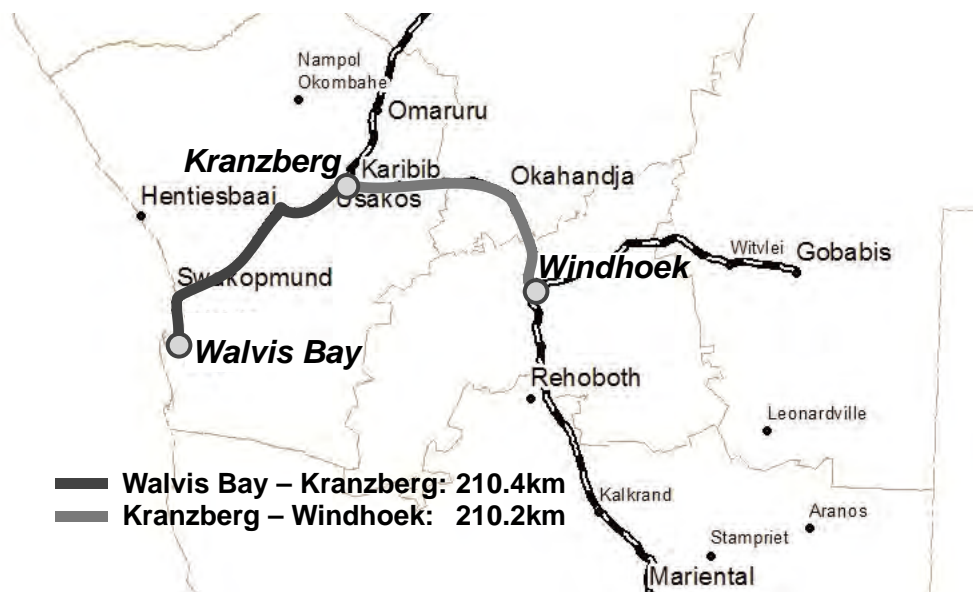 Nampol
Okombahe
Omaruru
Kranzberg
Karibib
Usakos
Okahandja
Hentiesbaai
Witvlei
Gobabis
Windhoek
Swakopmund
Walvis Bay
Rehoboth
Leonardville
Walvis Bay – Kranzberg: 210.4km
Kranzberg – Windhoek: 210.2km
Kalkrand
Aranos
Stampriet
Mariental